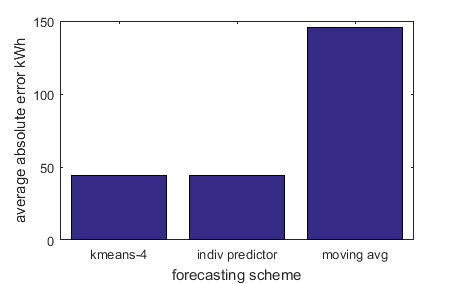 150
100
50
0
average absolute error kWh
kmeans-4
indiv predictor
moving avg
forecasting scheme